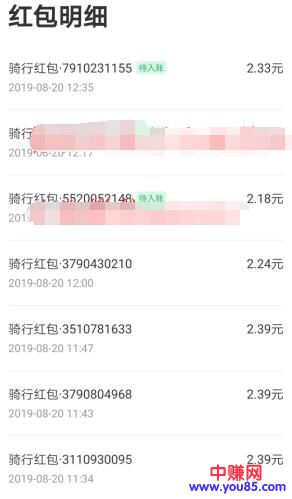 红包明细
骑行红包·7910231155 待入账 2.33元
2019-08-20 12:35
骑行
2019-08-20 12:17
骑行红包·5520052148 待入账 2.18元
201
骑行红包·3790430210 2.24元
2019-08-20 12:00
骑行红包·3510781633 2.39元
2019-08-20 11:47
骑行红包·3790804968 2.39元
2019-08-20 11:43
骑行红包·3110930095 2.39元
2019-08-20 11:34
中赚网
www.you85.com